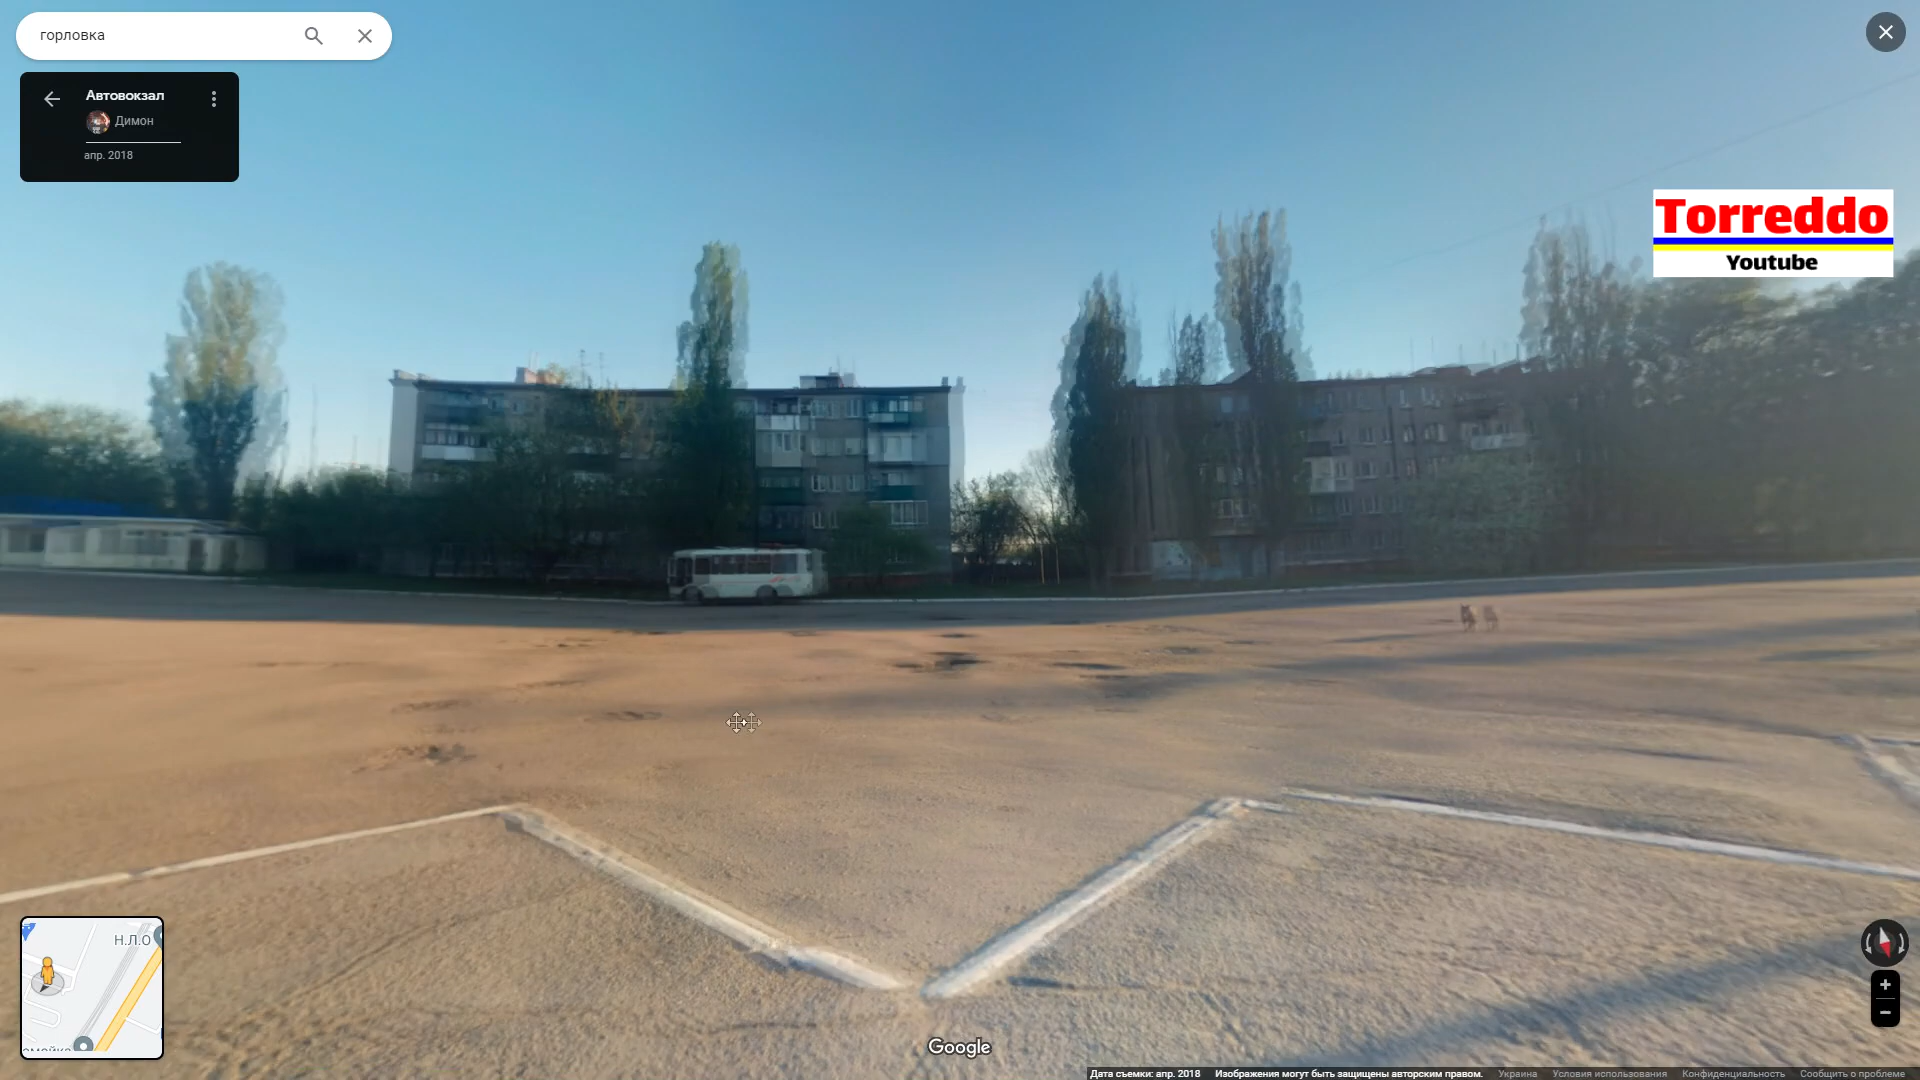 горловка
Автовокзал
Димон
апр. 2018
Torreddo
Youtube
Н.Л.О
Google
Дата съемки: апр. 2018 Изображения могут быть защищены авторским правом. Украина Условия использования Конфиденциальность Сообщить о проблеме